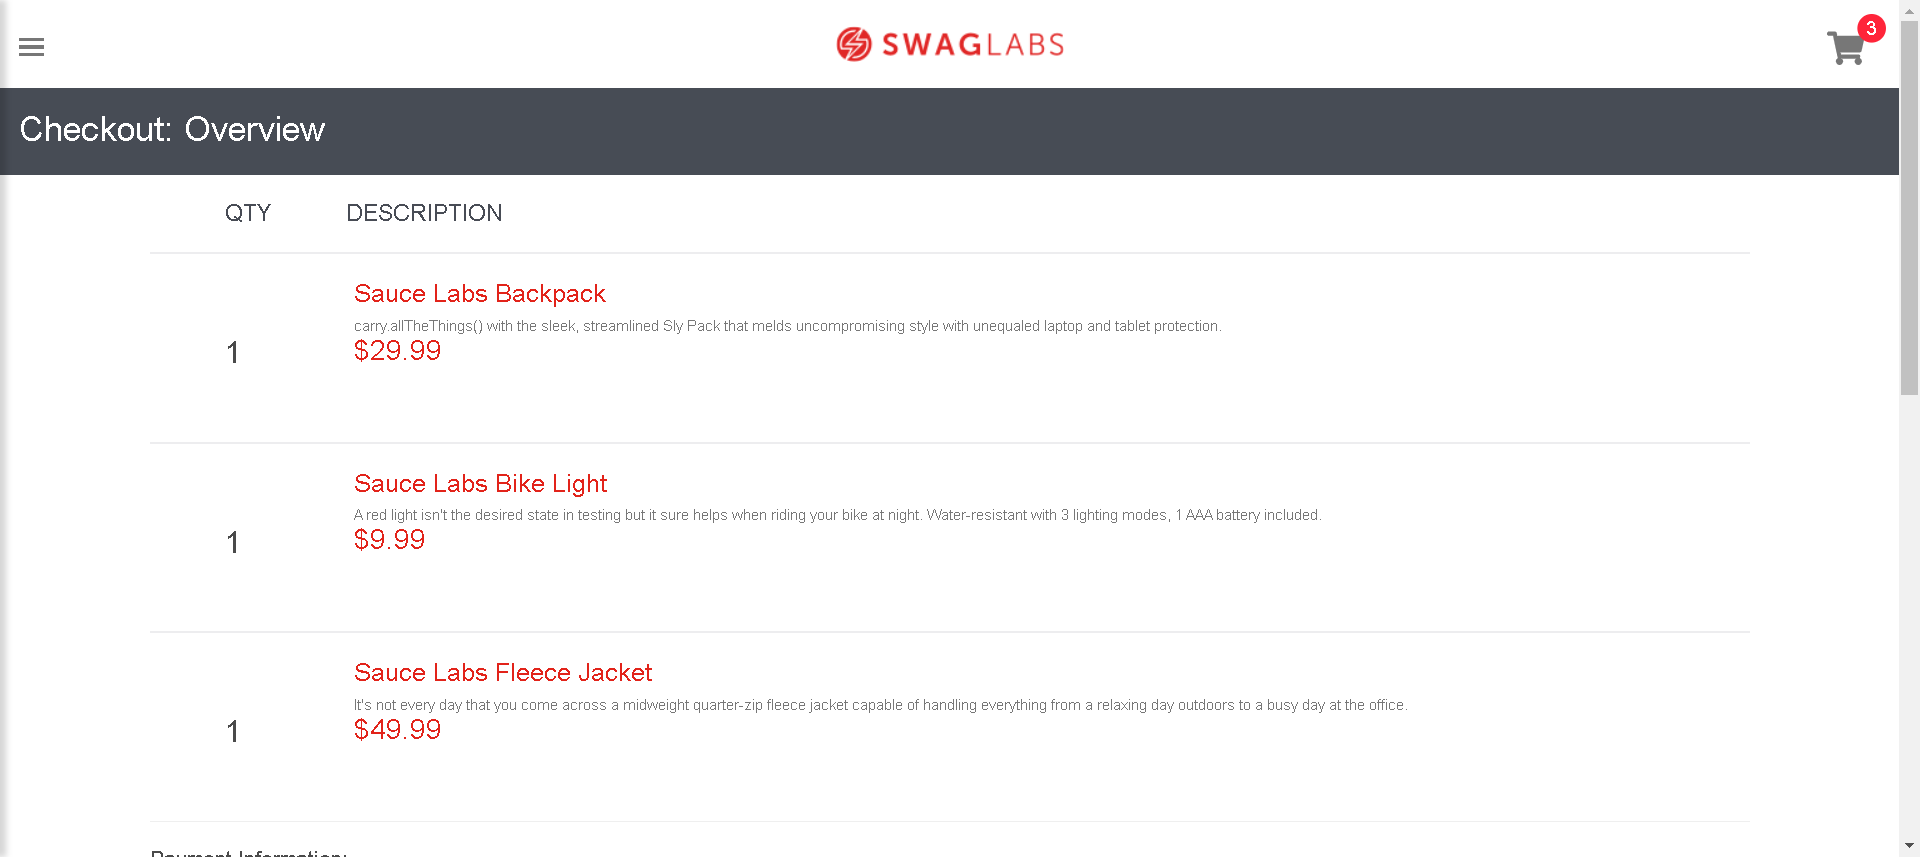 SWAGLABS
3
Checkout: Overview
QTY DESCRIPTION
Sauce Labs Backpack
carry.allTheThings() with the sleek, streamlined Sly Pack that melds uncompromising style with unequaled laptop and tablet protection.
1
$29.99
Sauce Labs Bike Light
A red light isn't the desired state in testing but it sure helps when riding your bike at night. Water-resistant with 3 lighting modes, 1 AAA battery included.
1
$9.99
Sauce Labs Fleece Jacket
It's not every day that you come across a midweight quarter-zip fleece jacket capable of handling everything from a relaxing day outdoors to a busy day at the office.
1
$49.99
Payment Information: